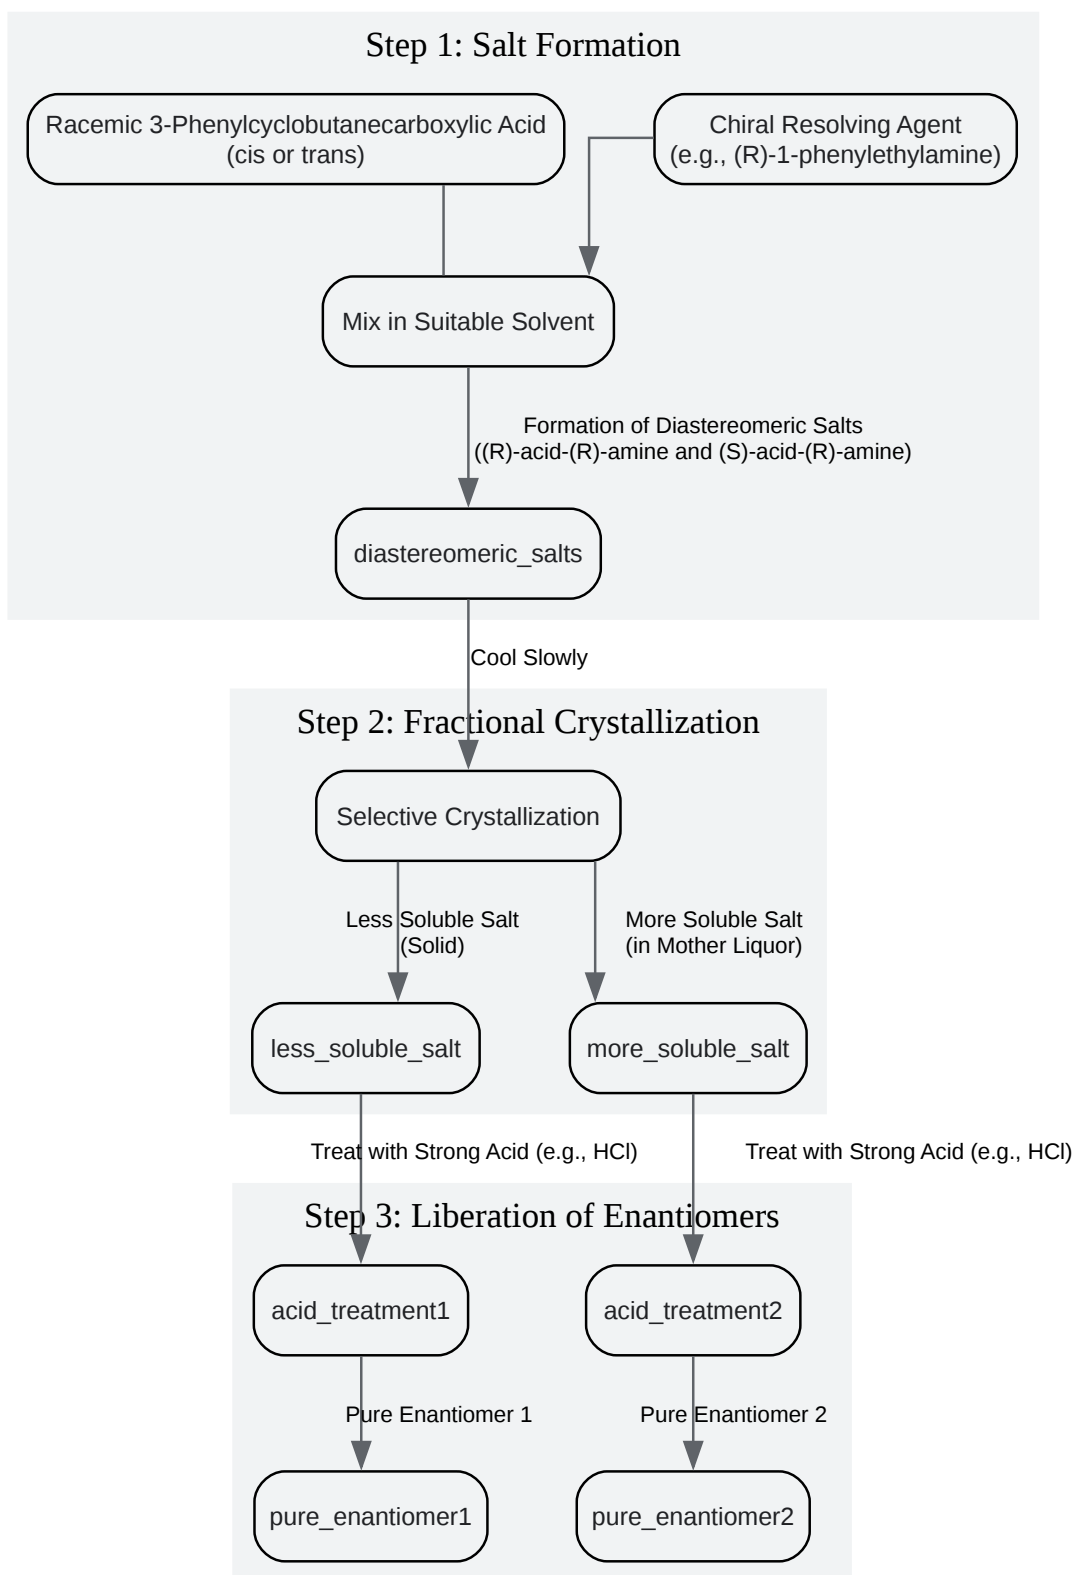 Step 1: Salt Formation
Racemic 3-Phenylcyclobutanecarboxylic Acid
(cis or trans)
Chiral Resolving Agent
(e.g., (R)-1-phenylethylamine)
Mix in Suitable Solvent
Formation of Diastereomeric Salts
((R)-acid-(R)-amine and (S)-acid-(R)-amine)
diastereomeric_salts
Cool Slowly
Step 2: Fractional Crystallization
Selective Crystallization
Less Soluble Salt
(Solid)
More Soluble Salt
(in Mother Liquor)
less_soluble_salt
more_soluble_salt
Treat with Strong Acid (e.g., HCl)
Treat with Strong Acid (e.g., HCl)
Step 3: Liberation of Enantiomers
acid_treatment1
acid_treatment2
Pure Enantiomer 1
Pure Enantiomer 2
pure_enantiomer1
pure_enantiomer2